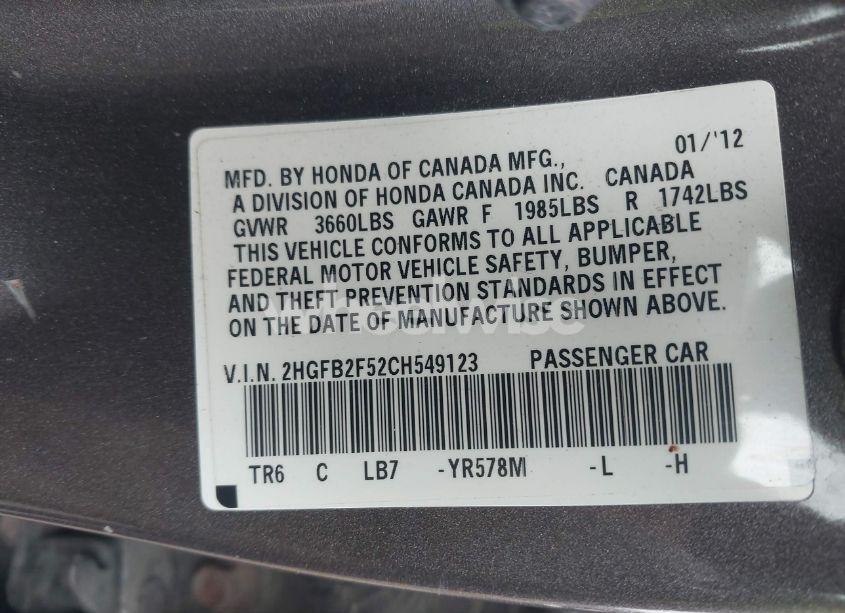 01/'12
MFD. BY HONDA OF CANADA MFG.,
A DIVISION OF HONDA CANADA INC. CANADA
GVWR 3660LBS GAWR F 1985LBS R 1742LBS
THIS VEHICLE CONFORMS TO ALL APPLICABLE
FEDERAL MOTOR VEHICLE SAFETY, BUMPER,
AND THEFT PREVENTION STANDARDS IN EFFECT
ON THE DATE OF MANUFACTURE SHOWN ABOVE.
wheelwise
V.I.N. 2HGFB2F52CH549123 PASSENGER CAR
TR6 C LB7 -YR578M -L -H